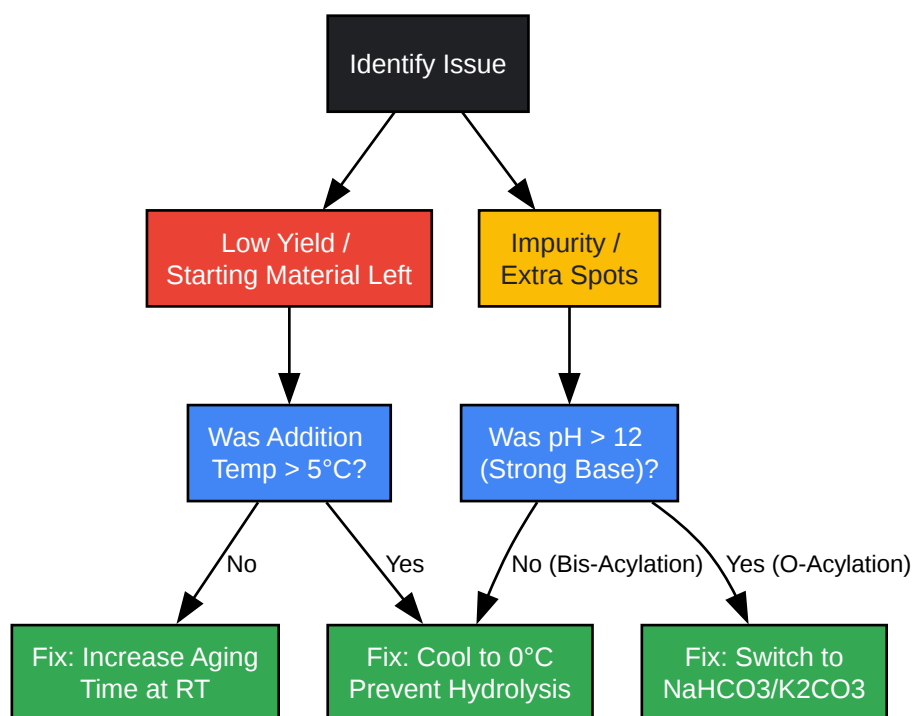 Identify Issue
Low Yield /
Starting Material Left
Impurity /
Extra Spots
Was Addition
Temp > 5°C?
Was pH > 12
(Strong Base)?
No
Yes
No (Bis-Acylation)
Yes (O-Acylation)
Fix: Increase Aging
Time at RT
Fix: Cool to 0°C
Prevent Hydrolysis
Fix: Switch to
NaHCO3/K2CO3